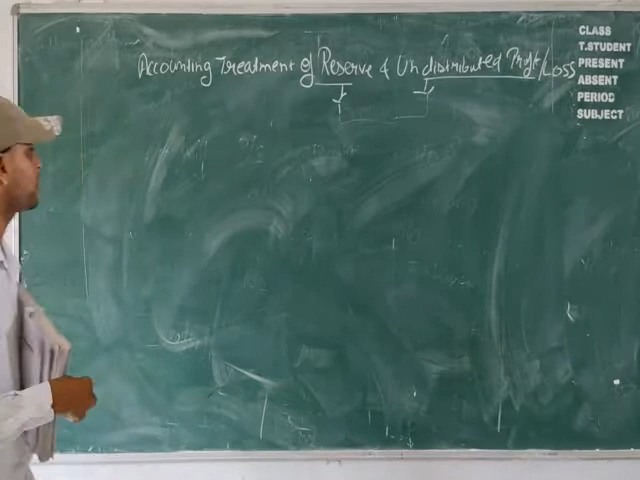 Accounting Treatment of Reserve & Undistributed Profit/Loss
CLASS
T.STUDENT
PRESENT
ABSENT
PERIOD
SUBJECT